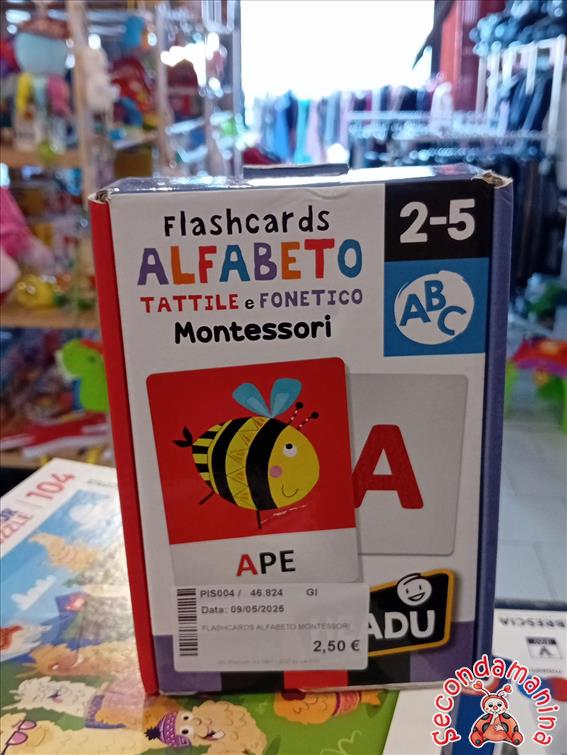 Flashcards
ALFABETO
TATTILE e FONETICO
Montessori
2-5
ABC
A
APE
PIS004 / 46.824 GI
Data: 09/05/2025
FLASHCARDS ALFABETO MONTESSORI
2,50 €
ADU
104
BRESCIA
A
secondamanina